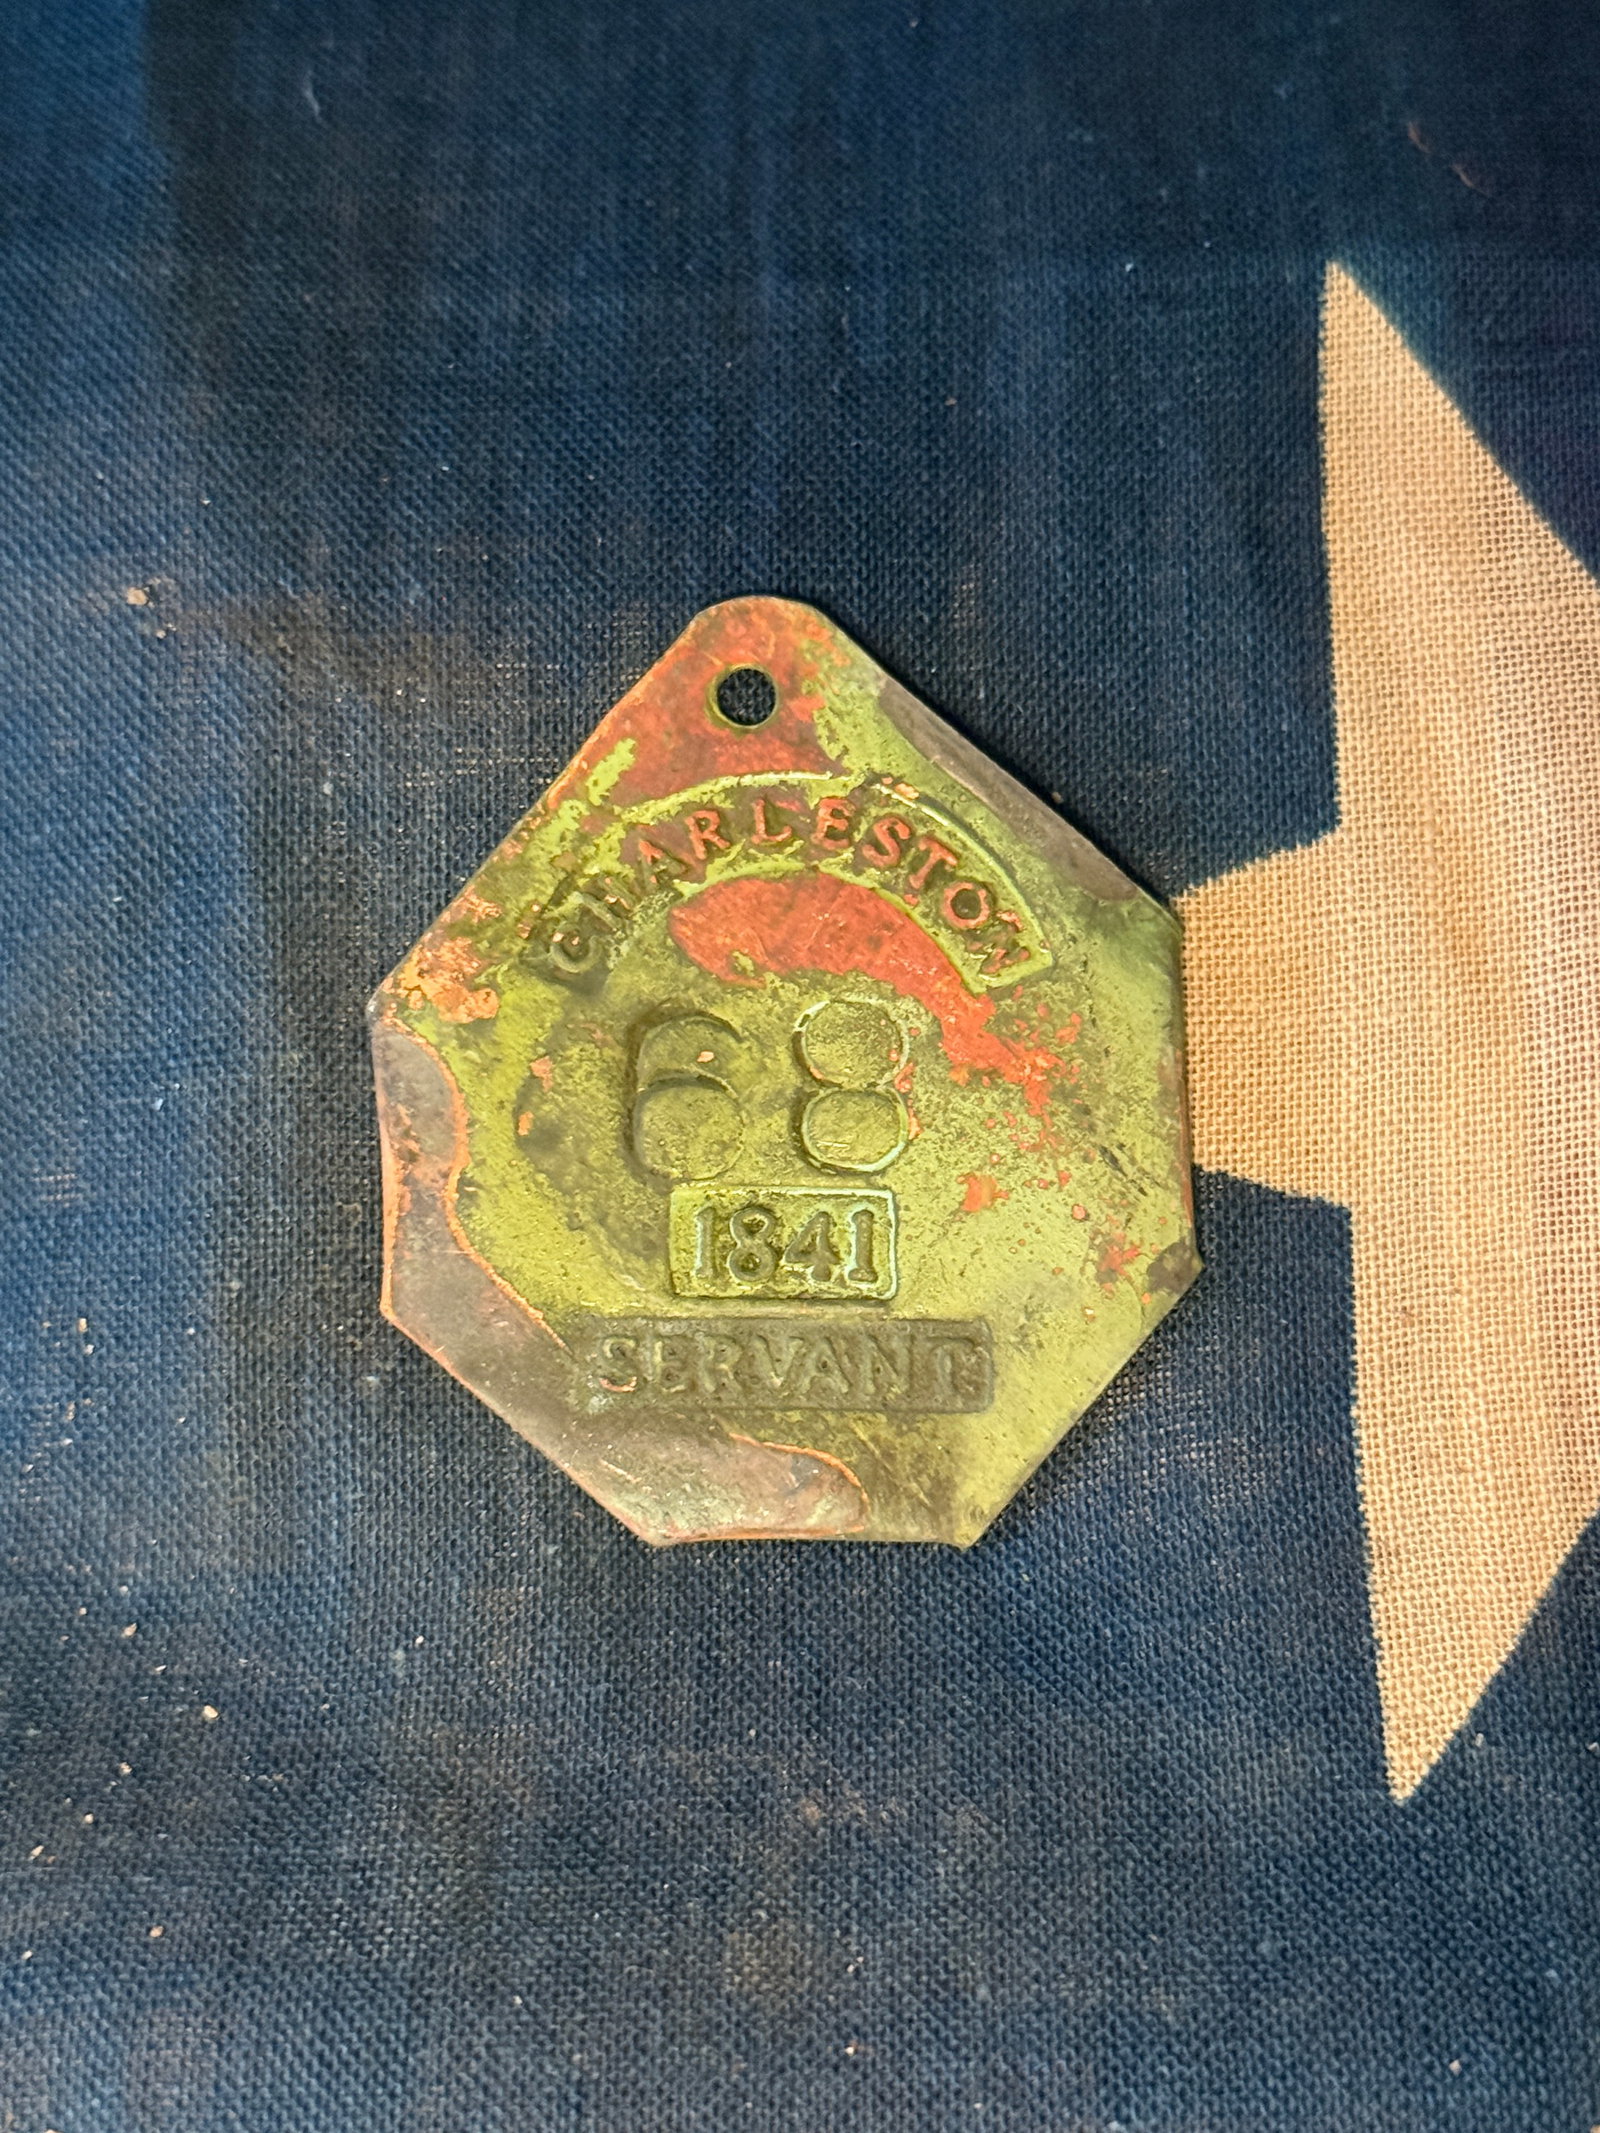 CHARLESTON
68
1841
SERVANT